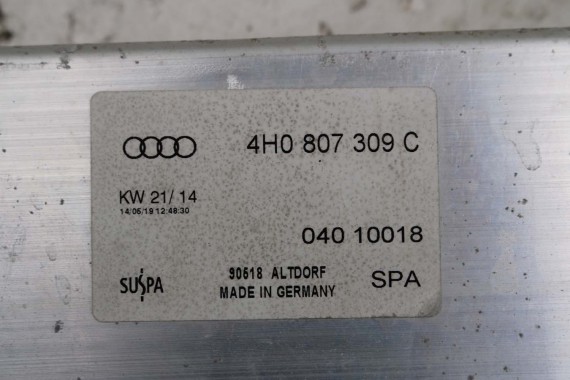 4H0 807 309 C
KW 21/ 14
14/05/19 12:48:30
040 10018
SUSPA
90518 ALTDORF
MADE IN GERMANY
SPA